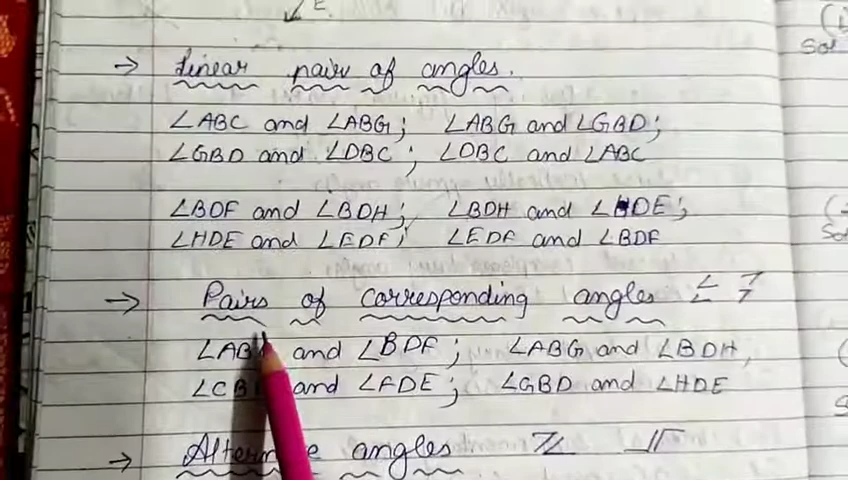 E
→ Linear pair of angles.
∠ABC and ∠ABG; ∠ABG and ∠GBD;
∠GBD and ∠DBC; ∠DBC and ∠ABC
∠BDF and ∠BDH; ∠BDH and ∠HDE;
∠HDE and ∠EDF; ∠EDF and ∠BDF
→ Pairs of corresponding angles
and ∠BDF; ∠ABG and ∠BDH,
and ∠FDE; ∠GBD and ∠HDE
→ angles